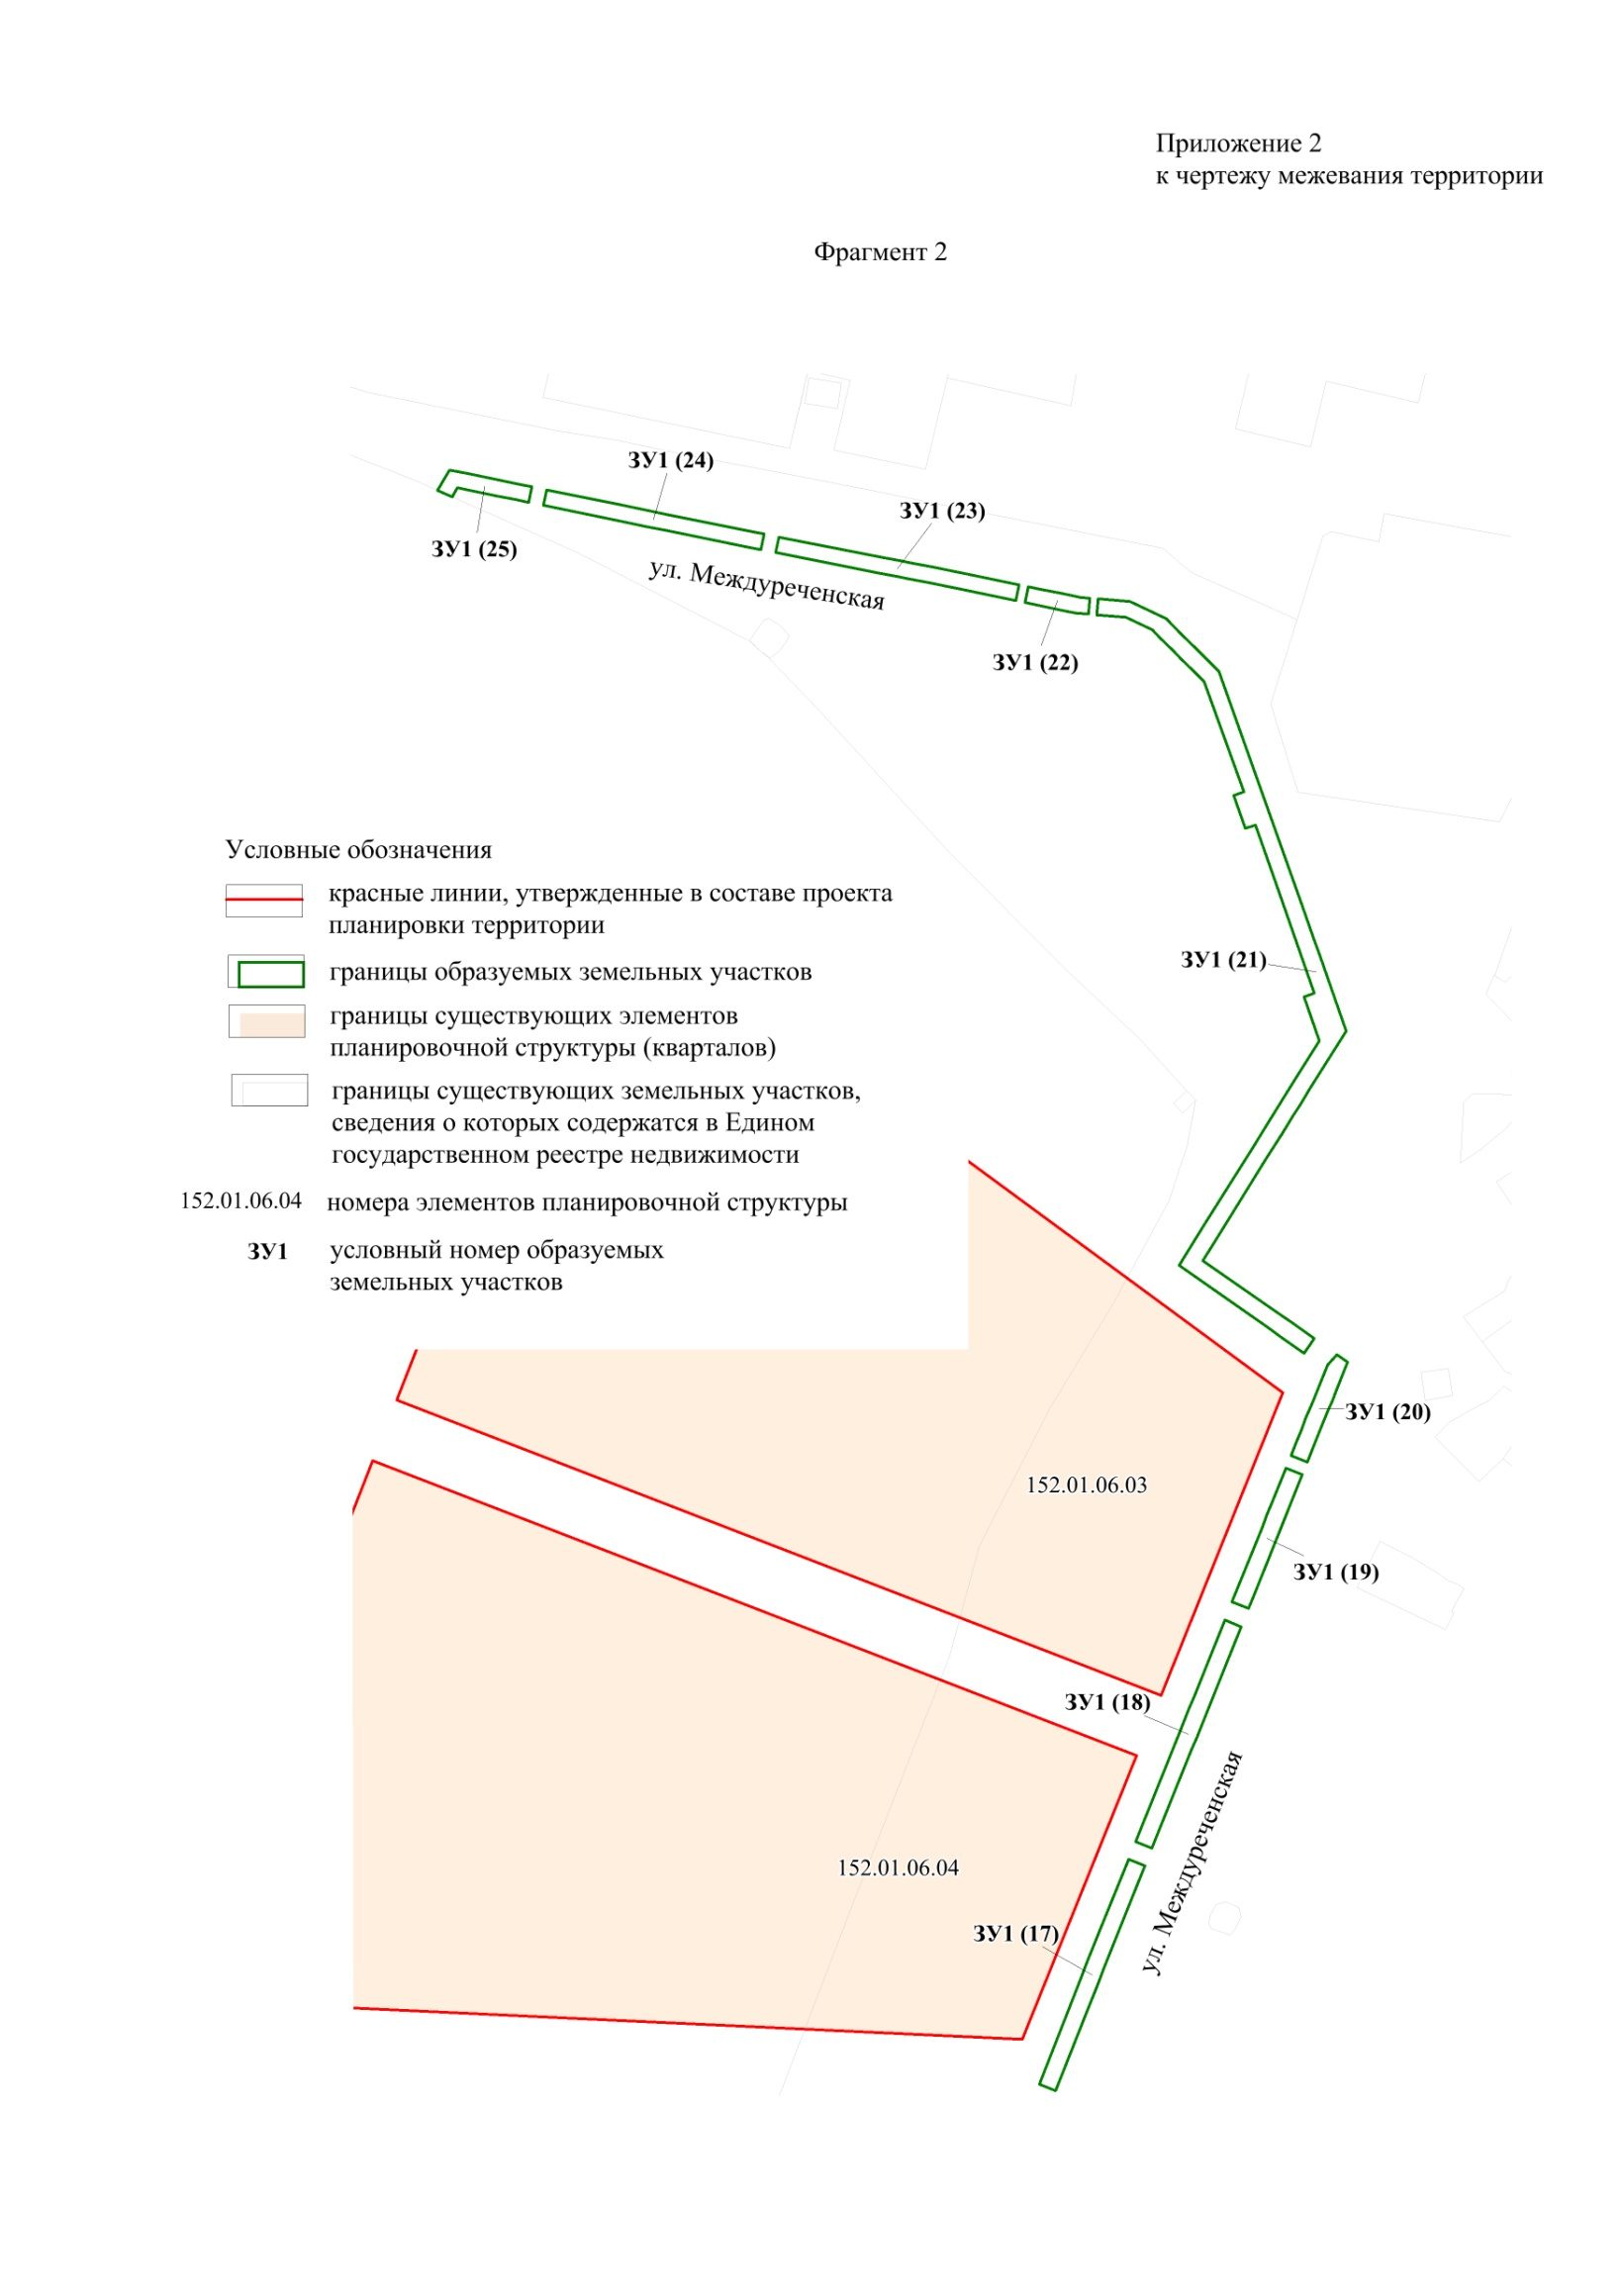 Приложение 2
к чертежу межевания территории
Фрагмент 2
ЗУ1 (24)
ЗУ1 (23)
ЗУ1 (25)
ул. Междуреченская
ЗУ1 (22)
Условные обозначения
красные линии, утвержденные в составе проекта
планировки территории
границы образуемых земельных участков
границы существующих элементов
планировочной структуры (кварталов)
границы существующих земельных участков,
сведения о которых содержатся в Едином
государственном реестре недвижимости
152.01.06.04 номера элементов планировочной структуры
ЗУ1 условный номер образуемых
земельных участков
ЗУ1 (21)
ЗУ1 (20)
152.01.06.03
ЗУ1 (19)
ЗУ1 (18)
ул. Междуреченская
152.01.06.04
ЗУ1 (17)